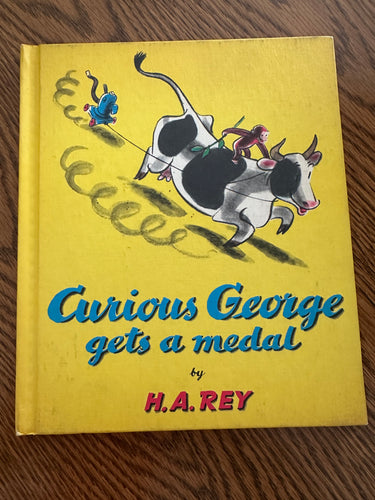 Curious George
gets a medal
by
H.A. REY